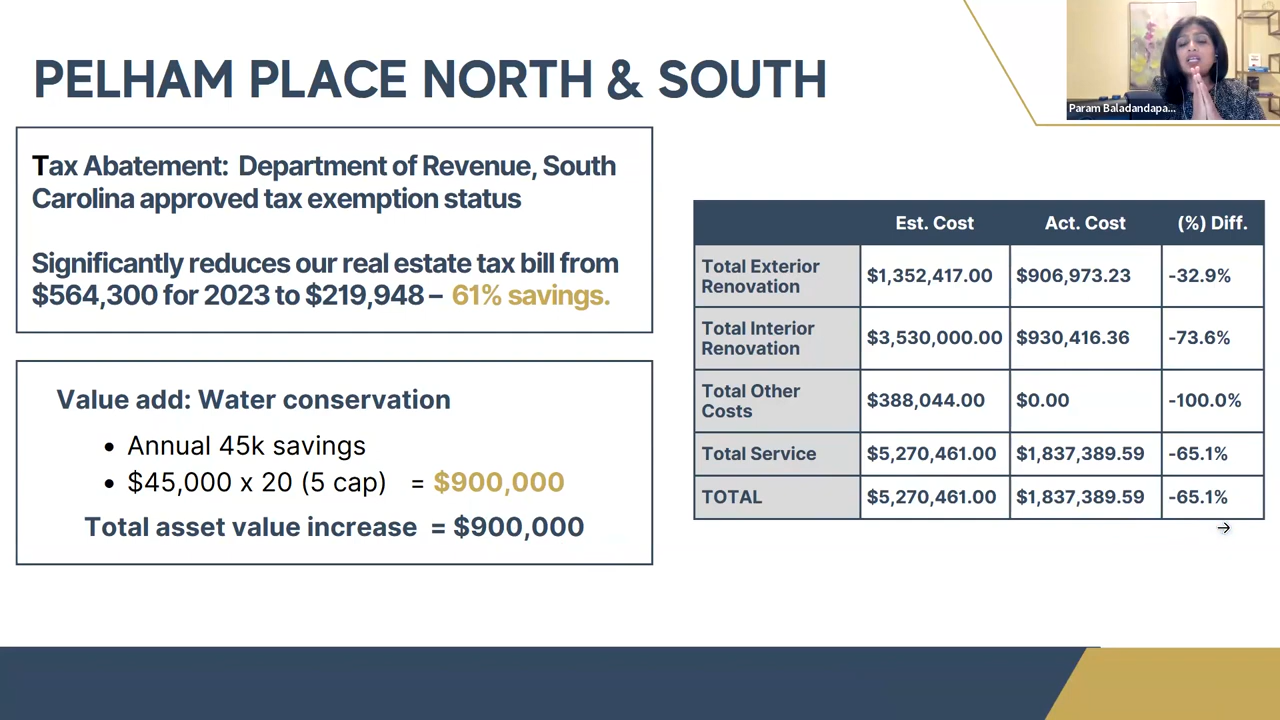 PELHAM PLACE NORTH & SOUTH
Param Baladandapa...
Tax Abatement: Department of Revenue, South
Carolina approved tax exemption status
Significantly reduces our real estate tax bill from
$564,300 for 2023 to $219,948 – 61% savings.
Value add: Water conservation
• Annual 45k savings
• $45,000 x 20 (5 cap) = $900,000
Total asset value increase = $900,000
Est. Cost Act. Cost (%) Diff.
Total Exterior
Renovation
$1,352,417.00 $906,973.23 -32.9%
Total Interior
Renovation
$3,530,000.00 $930,416.36 -73.6%
Total Other
Costs
$388,044.00 $0.00 -100.0%
Total Service $5,270,461.00 $1,837,389.59 -65.1%
TOTAL $5,270,461.00 $1,837,389.59 -65.1%